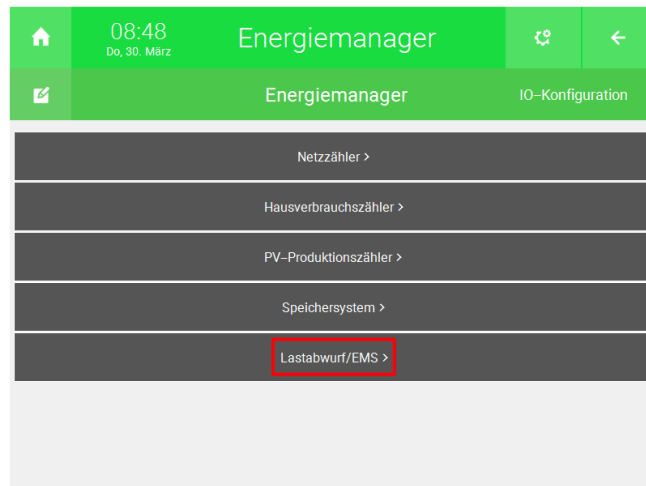 08:48
Do, 30. März
Energiemanager
Energiemanager
IO-Konfiguration
Netzzähler >
Hausverbrauchszähler >
PV-Produktionszähler >
Speichersystem >
Lastabwurf/EMS >